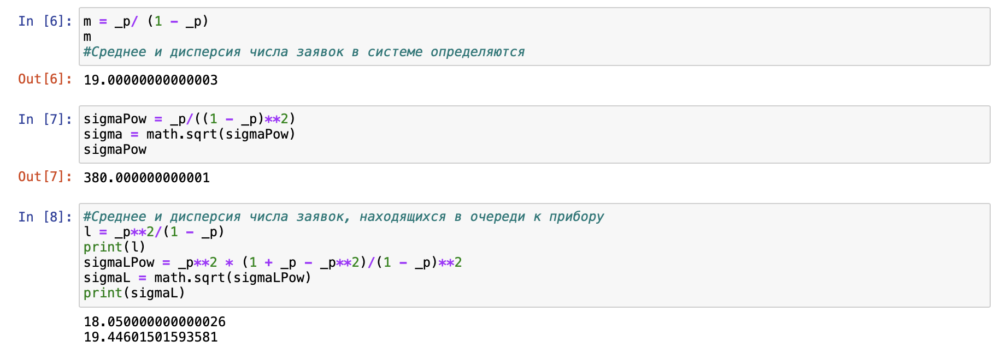 In [6]: m = _p/ (1 - _p)
m
#Среднее и дисперсия числа заявок в системе определяются
Out[6]: 19.00000000000003
In [7]: sigmaPow = _p/((1 - _p)**2)
sigma = math.sqrt(sigmaPow)
sigmaPow
Out[7]: 380.000000000001
In [8]: #Среднее и дисперсия числа заявок, находящихся в очереди к прибору
l = _p**2/(1 - _p)
print(l)
sigmaLPow = _p**2 * (1 + _p - _p**2)/(1 - _p)**2
sigmaL = math.sqrt(sigmaLPow)
print(sigmaL)
18.050000000000026
19.44601501593581